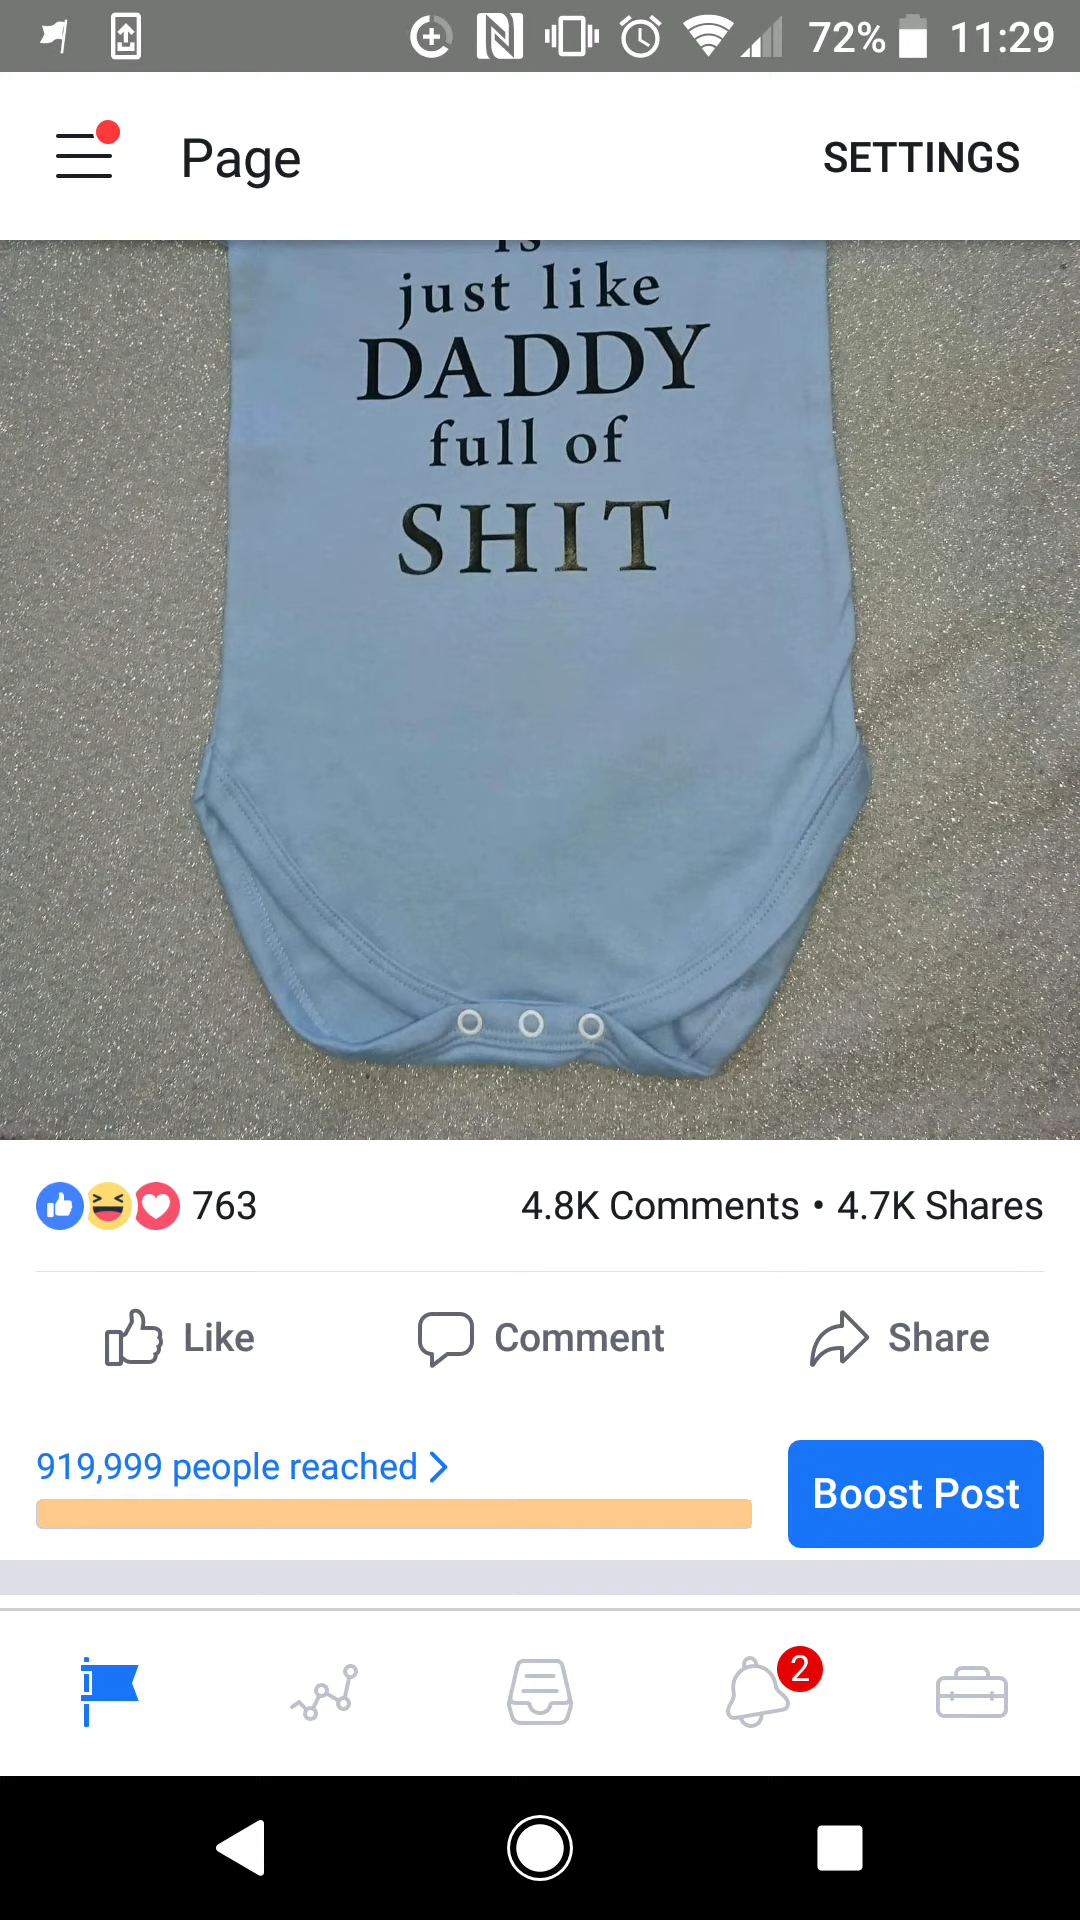 72% 11:29
Page SETTINGS
is
just like
DADDY
full of
SHIT
763 4.8K Comments • 4.7K Shares
Like Comment Share
919,999 people reached
Boost Post
2